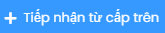 + Tiếp nhận từ cấp trên